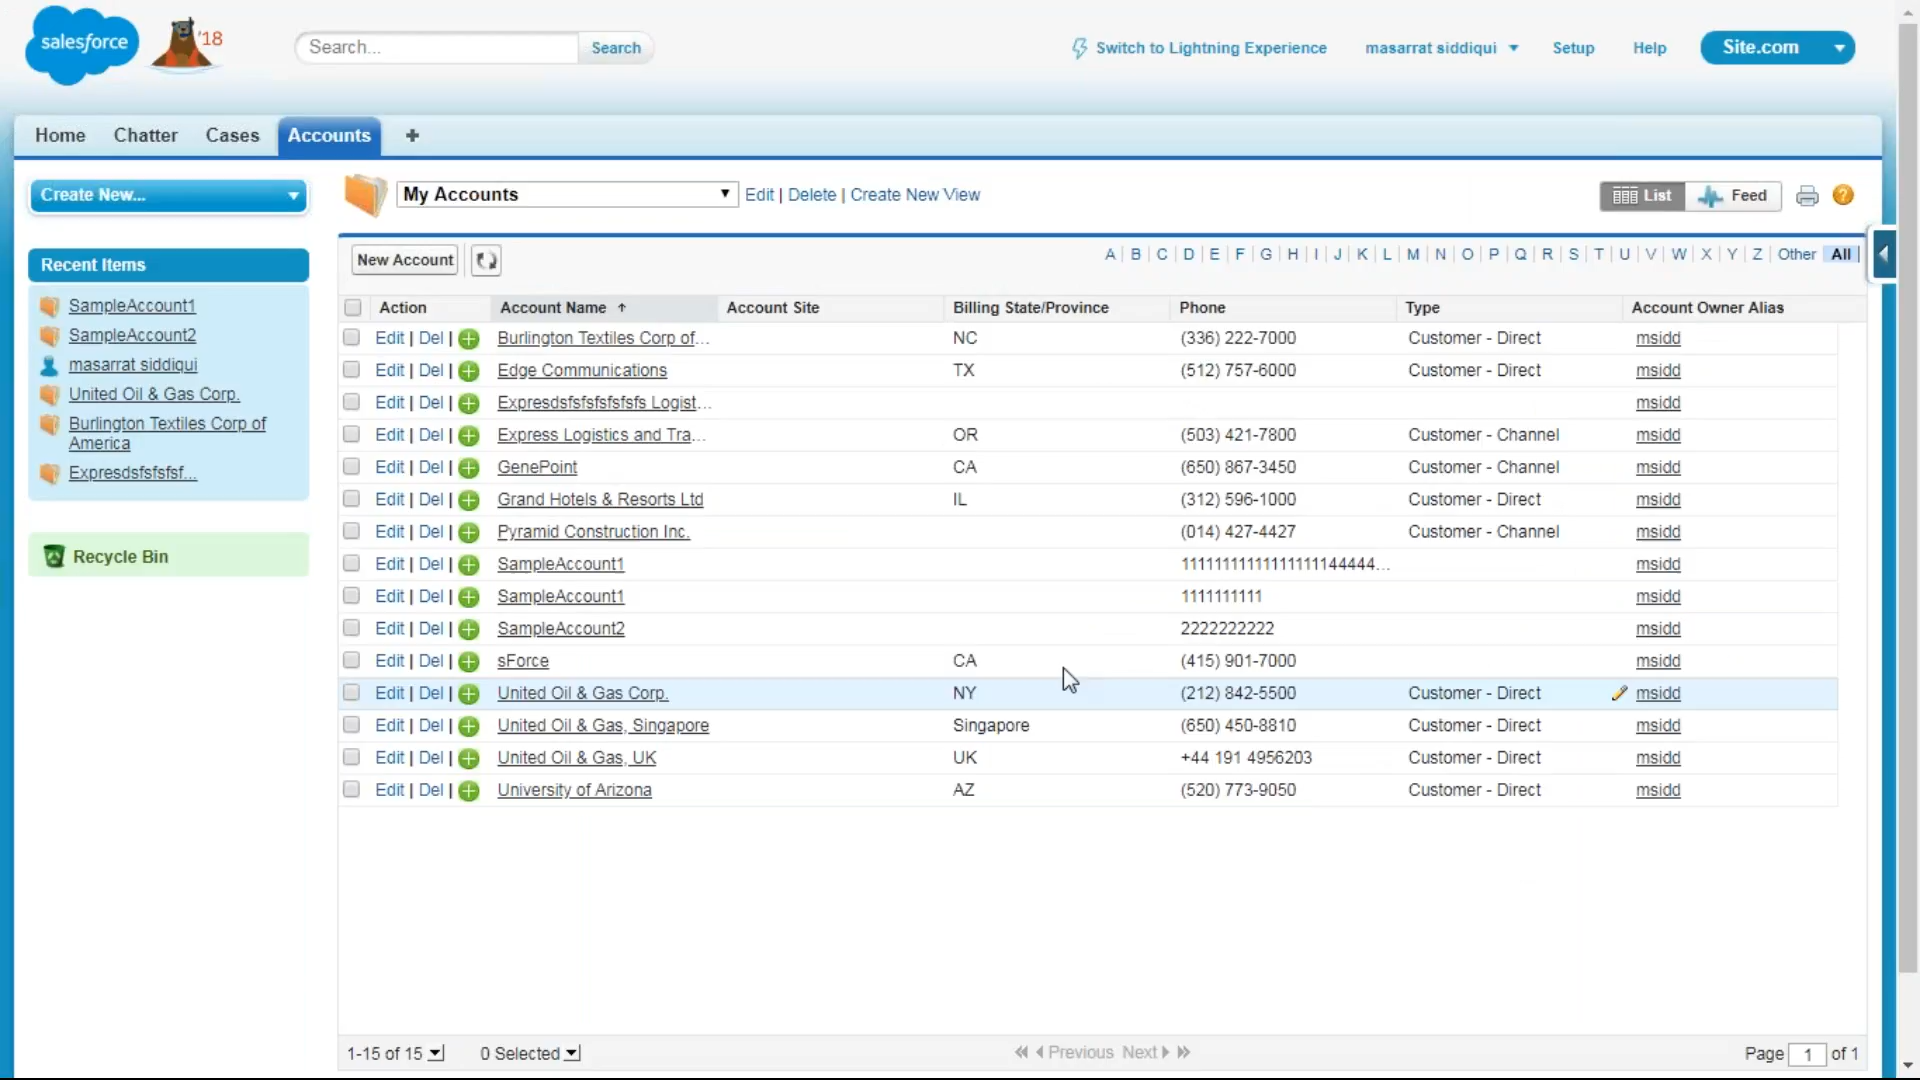 salesforce
'18
Search...
Search
Switch to Lightning Experience
masarrat siddiqui
Setup
Help
Site.com
Home
Chatter
Cases
Accounts
+
Create New...
My Accounts
Edit | Delete | Create New View
List
Feed
?
Recent Items
SampleAccount1
SampleAccount2
masarrat siddiqui
United Oil & Gas Corp.
Burlington Textiles Corp of
America
Expresdsfsfsfsf...
Recycle Bin
New Account
A | B | C | D | E | F | G | H | I | J | K | L | M | N | O | P | Q | R | S | T | U | V | W | X | Y | Z | Other | All |
Action Account Name ↑ Account Site Billing State/Province Phone Type Account Owner Alias
Edit | Del | Burlington Textiles Corp of... NC (336) 222-7000 Customer - Direct msidd
Edit | Del | Edge Communications TX (512) 757-6000 Customer - Direct msidd
Edit | Del | Expresdsfsfsfsfsfsfs Logist... msidd
Edit | Del | Express Logistics and Tra... OR (503) 421-7800 Customer - Channel msidd
Edit | Del | GenePoint CA (650) 867-3450 Customer - Channel msidd
Edit | Del | Grand Hotels & Resorts Ltd IL (312) 596-1000 Customer - Direct msidd
Edit | Del | Pyramid Construction Inc. (014) 427-4427 Customer - Channel msidd
Edit | Del | SampleAccount1 msidd
Edit | Del | SampleAccount1 1111111111 msidd
Edit | Del | SampleAccount2 2222222222 msidd
Edit | Del | sForce CA (415) 901-7000 msidd
Edit | Del | United Oil & Gas Corp. NY (212) 842-5500 Customer - Direct msidd
Edit | Del | United Oil & Gas, Singapore Singapore (650) 450-8810 Customer - Direct msidd
Edit | Del | United Oil & Gas, UK UK +44 191 4956203 Customer - Direct msidd
Edit | Del | University of Arizona AZ (520) 773-9050 Customer - Direct msidd
1-15 of 15
0 Selected
Previous Next
Page 1 of 1